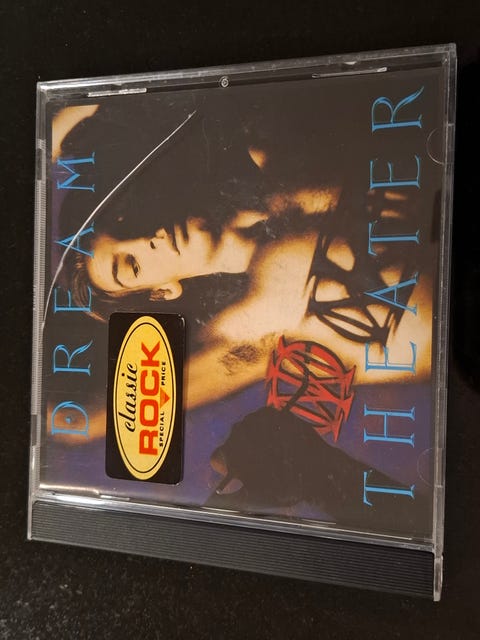 DREAM
classic
ROCK
SPECIAL PRICE
THEATER